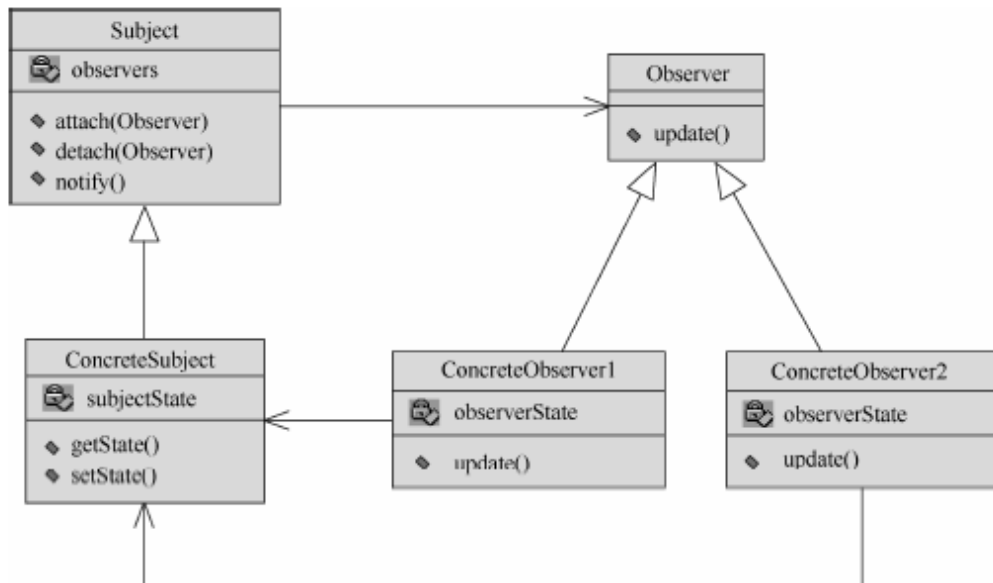 Subject
observers
attach(Observer)
detach(Observer)
notify()
Observer
update()
ConcreteSubject
subjectState
getState()
setState()
ConcreteObserver1
observerState
update()
ConcreteObserver2
observerState
update()